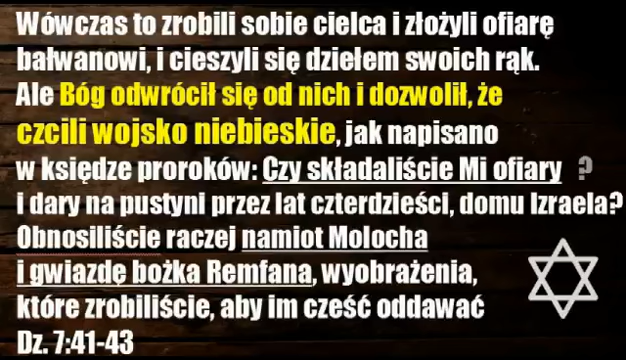 Wówczas to zrobili sobie cielca i złożyli ofiarę
bałwanowi, i cieszyli się dziełem swoich rąk.
Ale Bóg odwrócił się od nich i dozwolił, że
czcili wojsko niebieskie, jak napisano
w księdze proroków: Czy składaliście Mi ofiary ?
i dary na pustyni przez lat czterdzieści, domu Izraela?
Obnosiliście raczej namiot Molocha
i gwiazdę bożka Remfana, wyobrażenia,
które zrobiliście, aby im cześć oddawać
Dz. 7:41-43